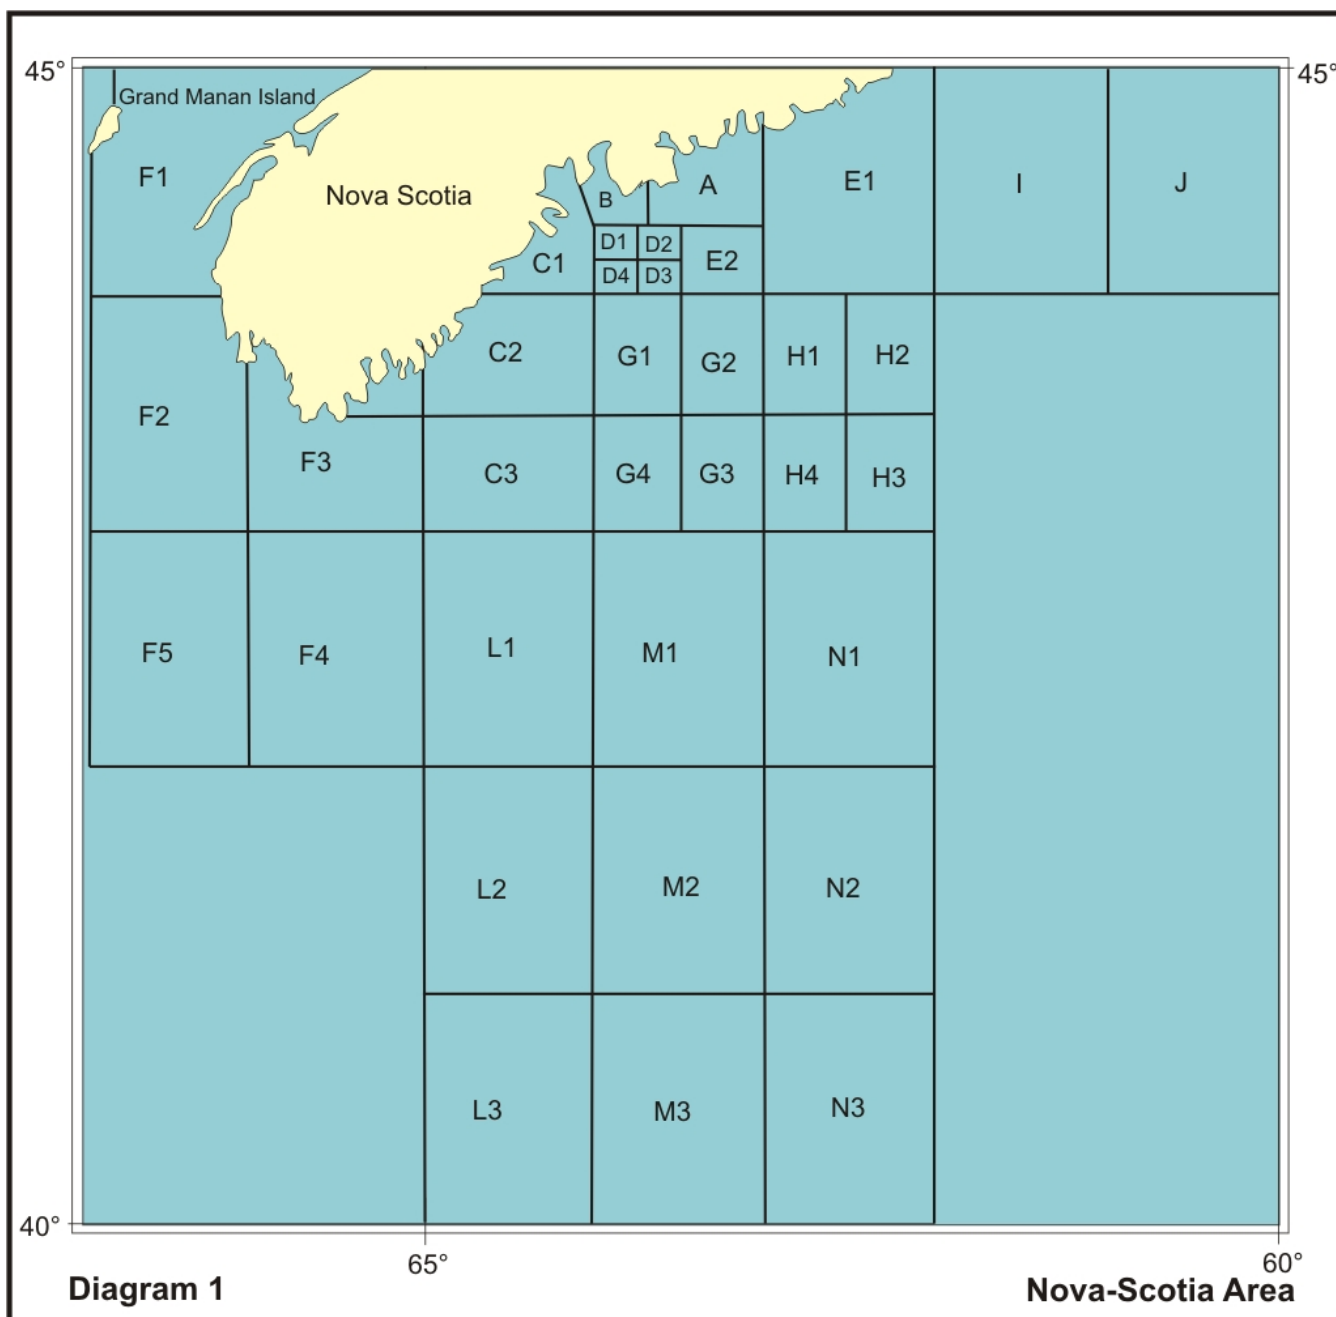 45°
45°
Grand Manan Island
F1
Nova Scotia
B
A
E1
I
J
C1
D1
D2
D4
D3
E2
C2
G1
G2
H1
H2
F2
F3
C3
G4
G3
H4
H3
F5
F4
L1
M1
N1
L2
M2
N2
L3
M3
N3
40°
65°
60°
Diagram 1
Nova-Scotia Area